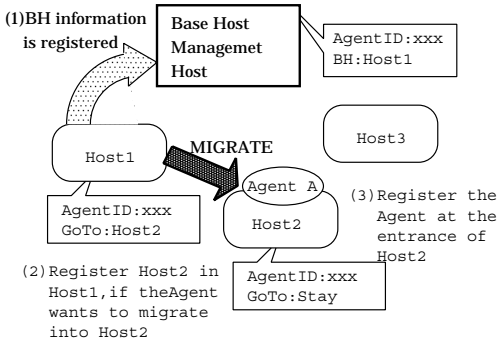 (1)BH information
is registered
Base Host
Managemet
Host
AgentID:xxx
BH:Host1
Host3
Host1
MIGRATE
Agent A
Host2
AgentID:xxx
GoTo:Host2
(3)Register the
Agent at the
entrance of
Host2
(2)Register Host2 in
Host1,if theAgent
wants to migrate
into Host2
AgentID:xxx
GoTo:Stay